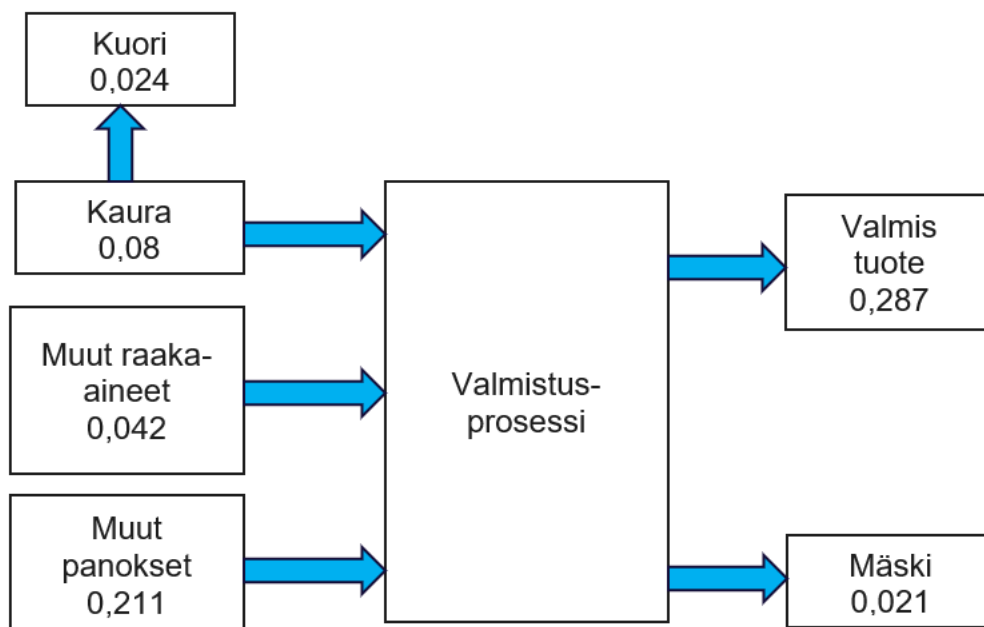 Kuori
0,024
Kaura
0,08
Muut raaka-
aineet
0,042
Muut
panokset
0,211
Valmistus-
prosessi
Valmis
tuote
0,287
Mäski
0,021